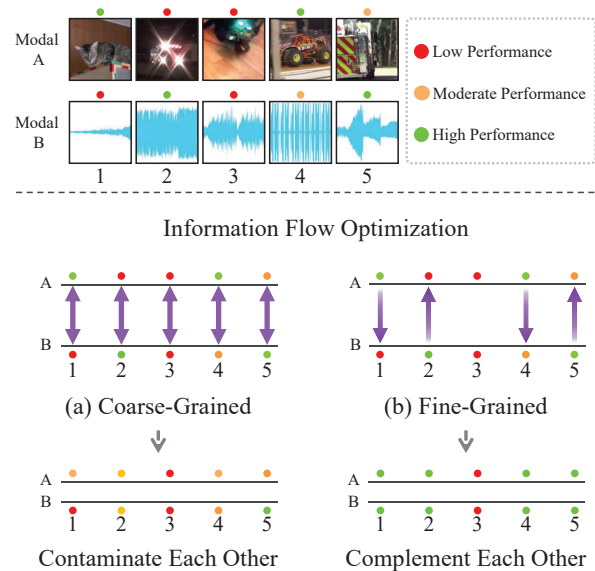 Modal
A
Modal
B
1 2 3 4 5
Low Performance
Moderate Performance
High Performance
Information Flow Optimization
A
B
1 2 3 4 5
(a) Coarse-Grained
A
B
1 2 3 4 5
(b) Fine-Grained
A
B
1 2 3 4 5
Contaminate Each Other
A
B
1 2 3 4 5
Complement Each Other